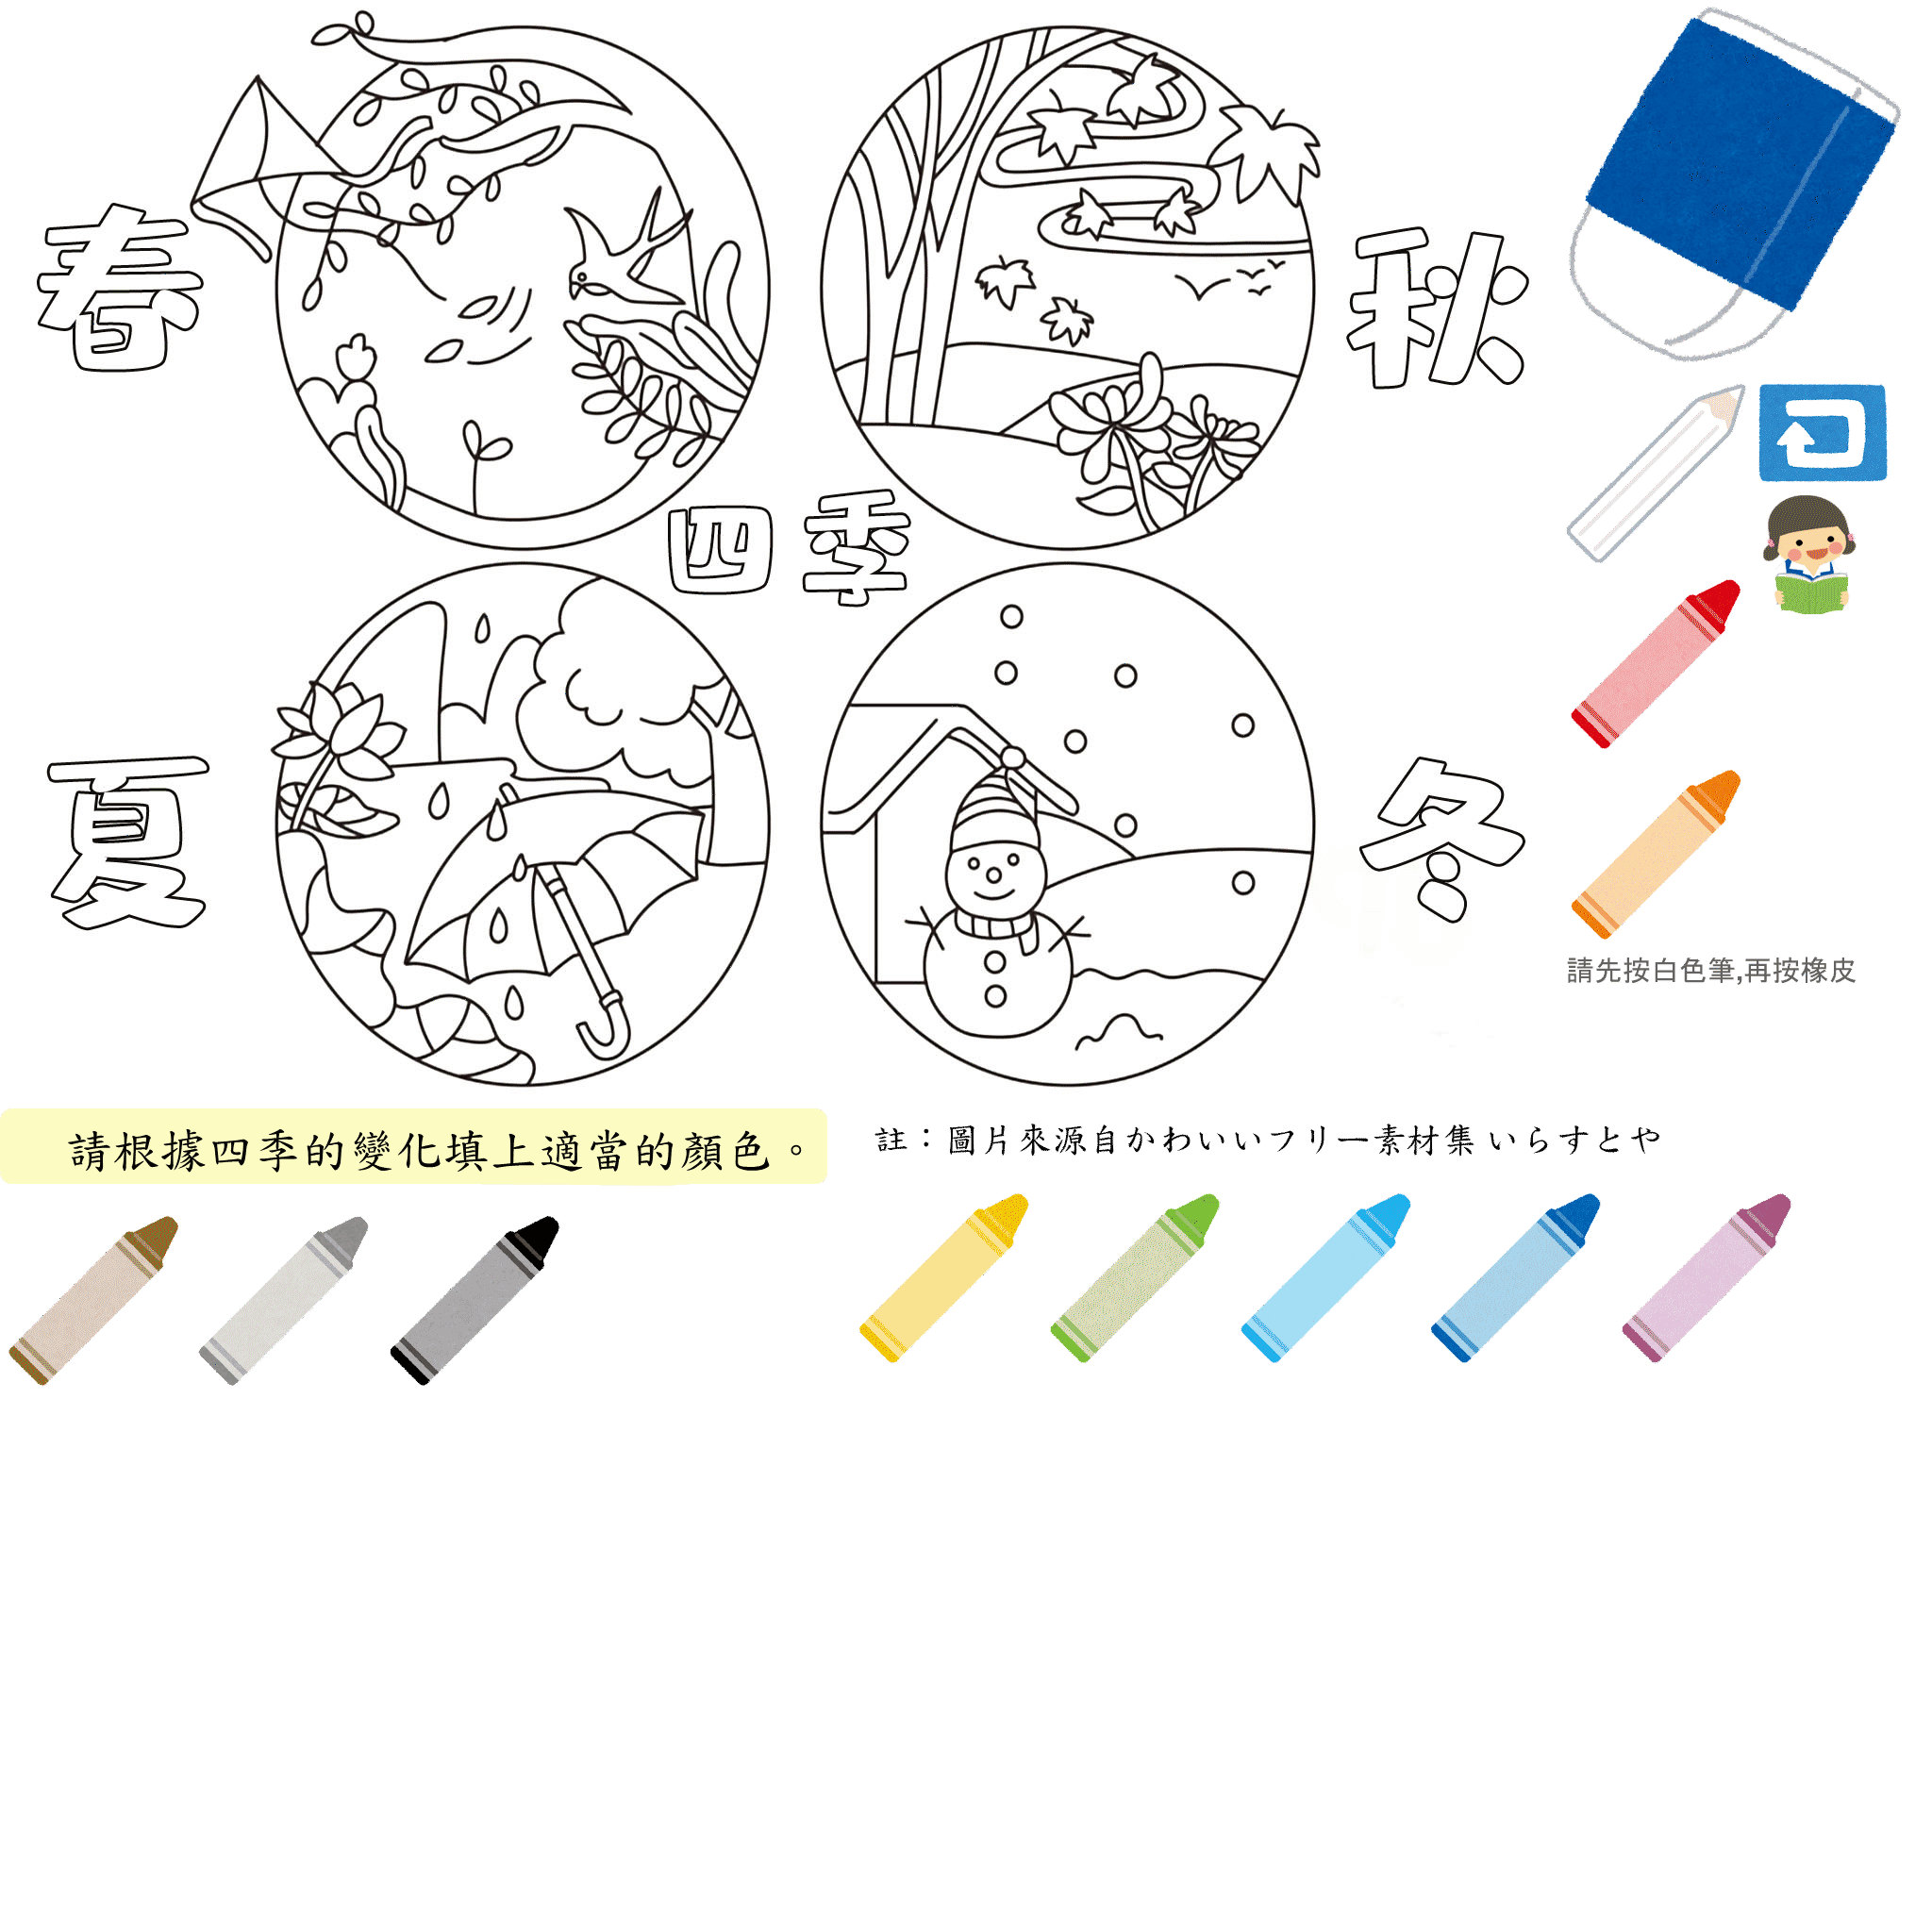 春
秋
四季
夏
冬
請先按白色筆,再按橡皮
請根據四季的變化填上適當的顏色。
註：圖片來源自かわいいフリー素材集 いらすとや